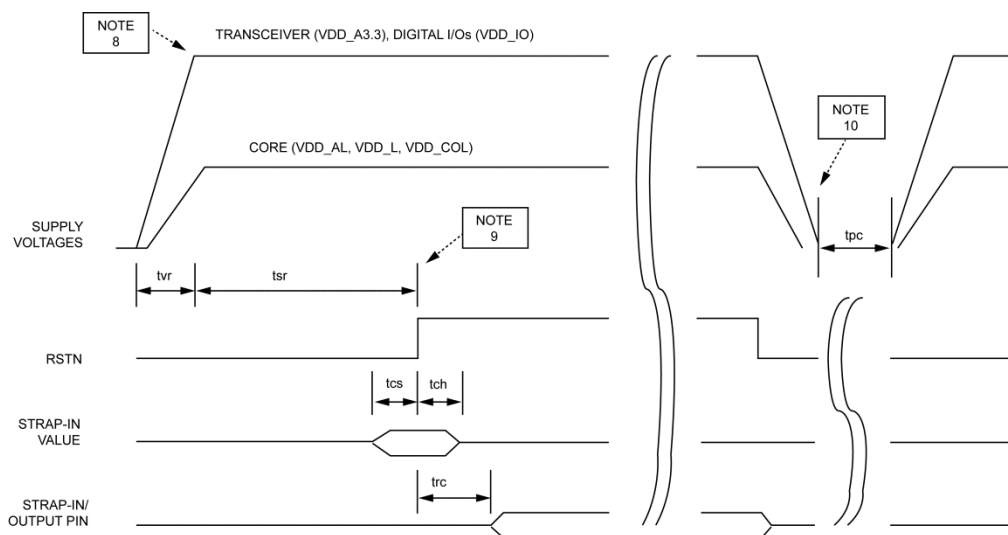 NOTE
8
TRANSCEIVER (VDD_A3.3), DIGITAL I/Os (VDD_IO)
NOTE
10
CORE (VDD_AL, VDD_L, VDD_COL)
SUPPLY
VOLTAGES
NOTE
9
tpc
tvr
tsr
RSTN
tcs
tch
STRAP-IN
VALUE
trc
STRAP-IN/
OUTPUT PIN